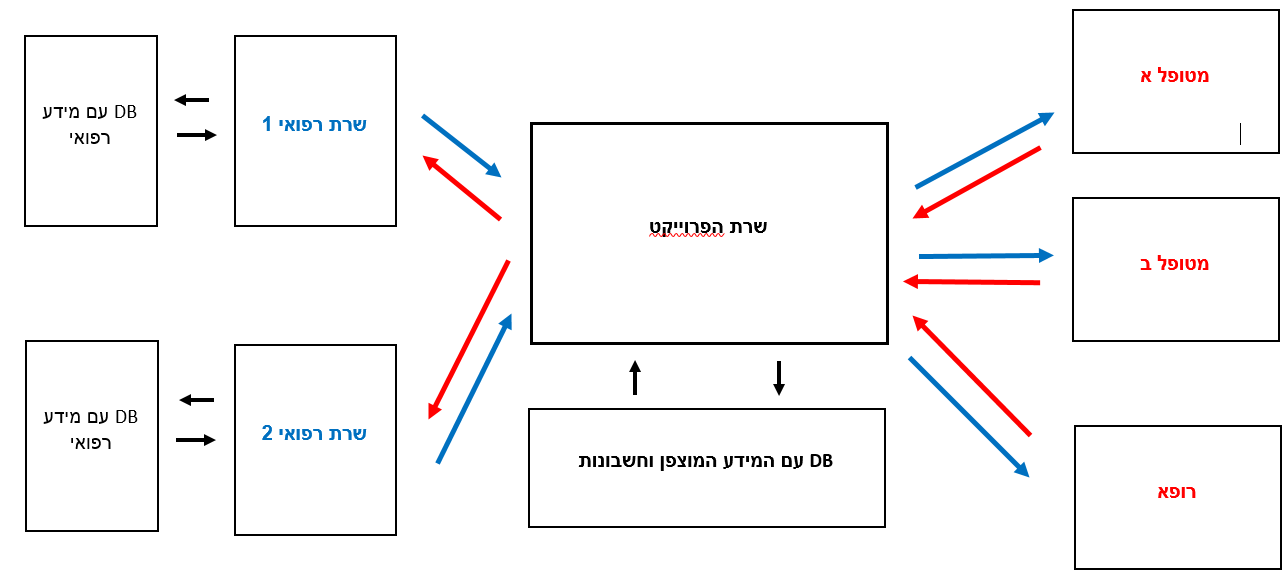 מטופל א
שרת רפואי 1
DB עם מידע
רפואי
שרת הפרוייקט
מטופל ב
שרת רפואי 2
DB עם מידע
רפואי
DB עם המידע המוצפן וחשבונות
רופא